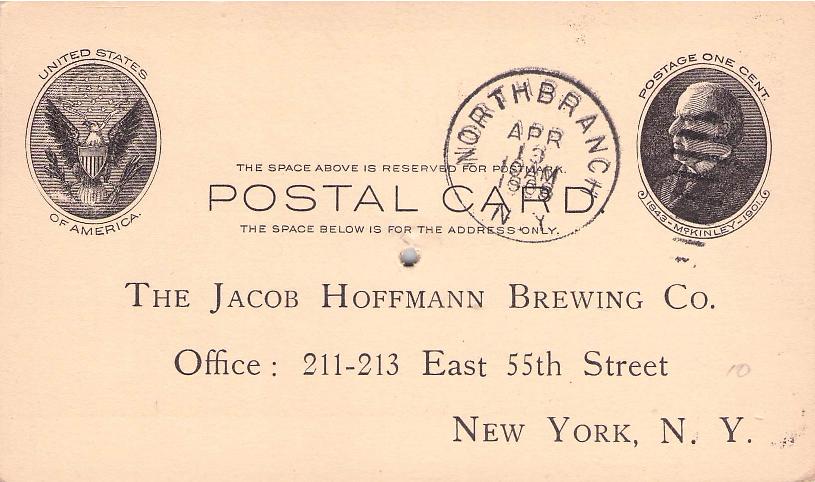 UNITED STATES
OF AMERICA.
POSTAGE ONE CENT.
1843-McKINLEY-1901.
NORTH BRANCH
APR
13
N. Y.
THE SPACE ABOVE IS RESERVED FOR POSTMARK.
POSTAL CARD.
THE SPACE BELOW IS FOR THE ADDRESS ONLY.
THE JACOB HOFFMANN BREWING CO.
Office: 211-213 East 55th Street
10
NEW YORK, N. Y.